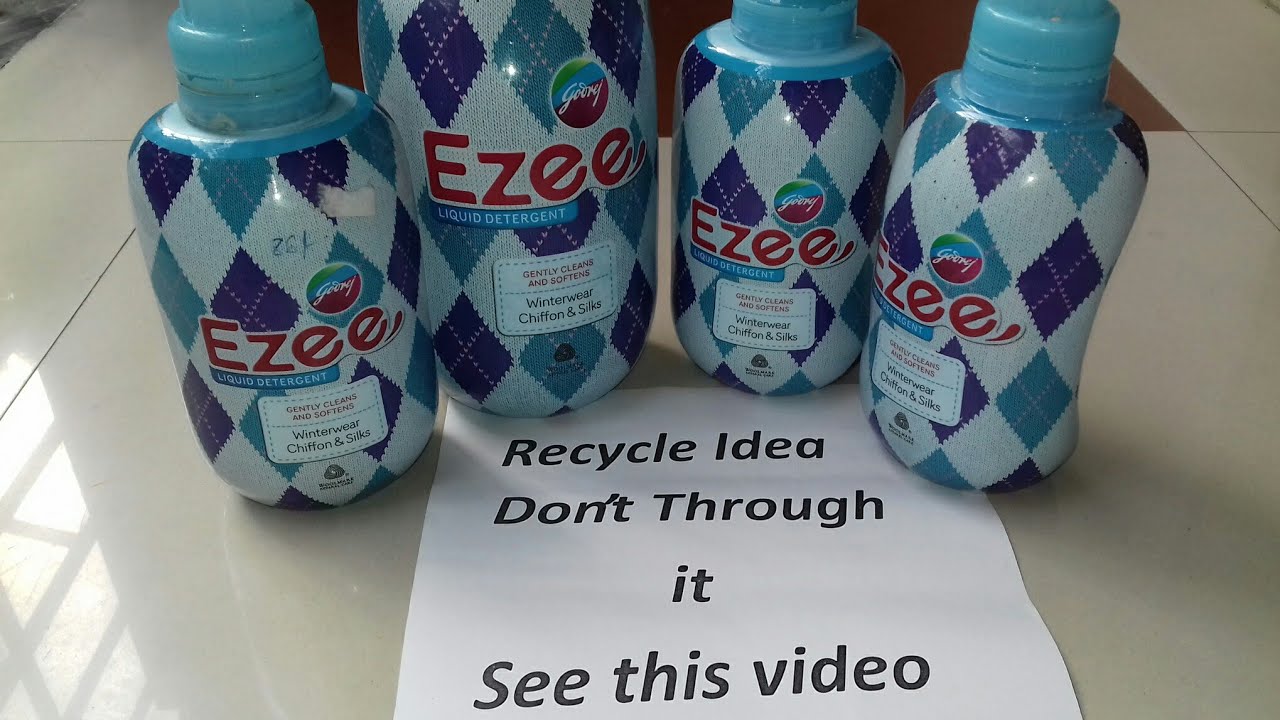 Godrej
Ezee
LIQUID DETERGENT
GENTLY CLEANS
AND SOFTENS
Winterwear
Chiffon & Silks
Godrej
Ezee
LIQUID DETERGENT
GENTLY CLEANS
AND SOFTENS
Winterwear
Chiffon & Silks
Godrej
Ezee
LIQUID DETERGENT
GENTLY CLEANS
AND SOFTENS
Winterwear
Chiffon & Silks
Godrej
Ezee
LIQUID DETERGENT
GENTLY CLEANS
AND SOFTENS
Winterwear
Chiffon & Silks
Recycle Idea
Don't Through
it
See this video